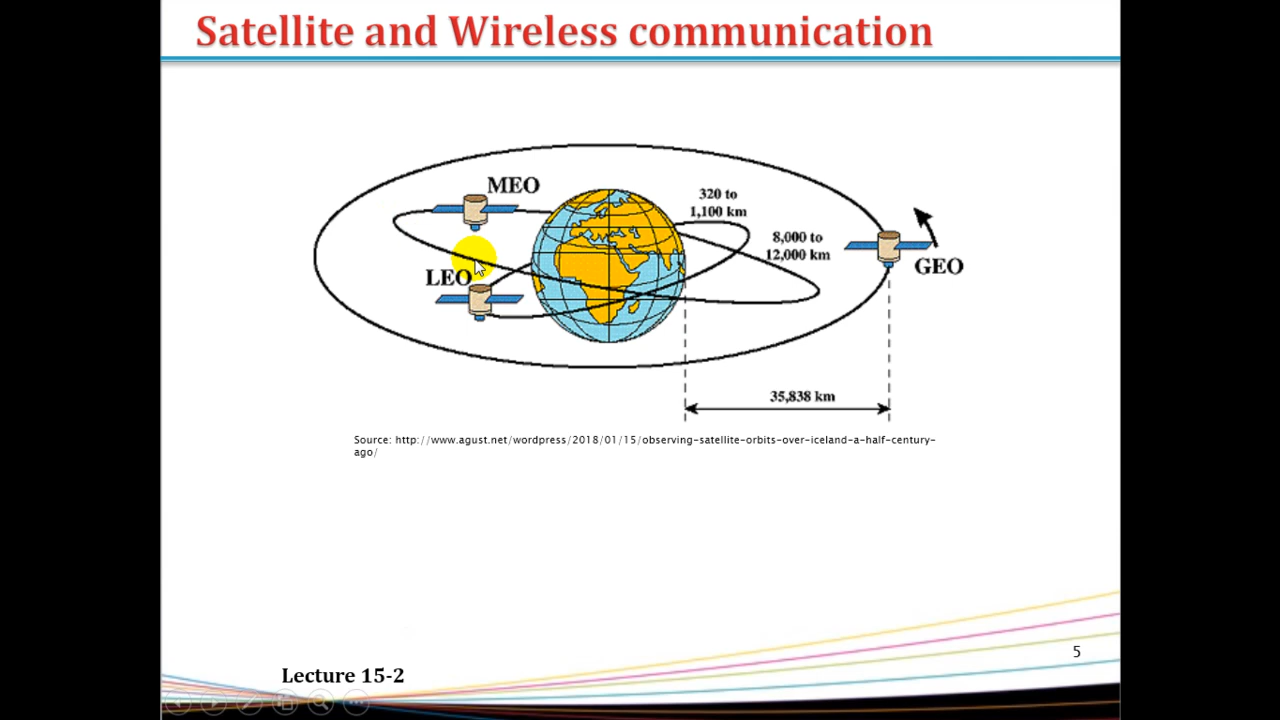 Satellite and Wireless communication
MEO
320 to
1,100 km
8,000 to
12,000 km
GEO
LEO
35,838 km
Source: http://www.agust.net/wordpress/2018/01/15/observing-satellite-orbits-over-iceland-a-half-century-
ago/
5
Lecture 15-2